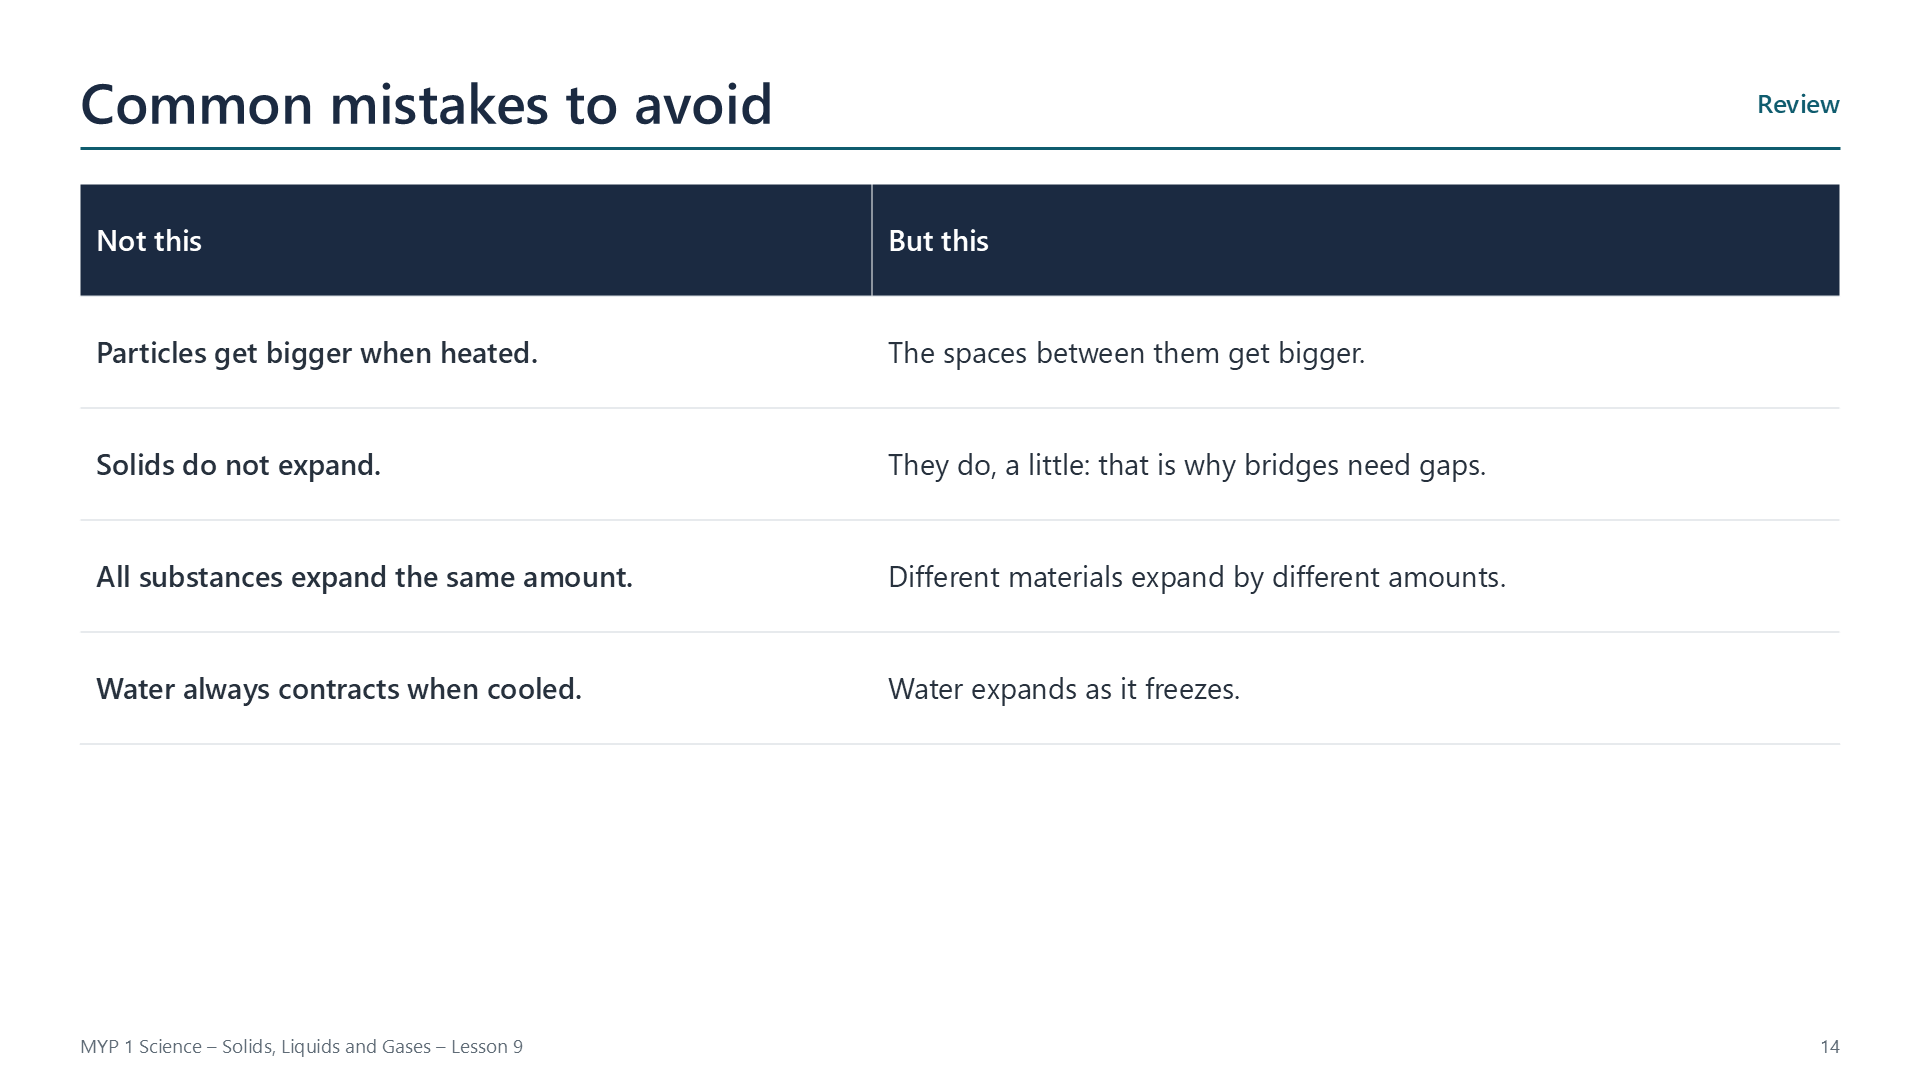 Common mistakes to avoid
Review
Not this
But this
Particles get bigger when heated.
The spaces between them get bigger.
Solids do not expand.
They do, a little: that is why bridges need gaps.
All substances expand the same amount.
Different materials expand by different amounts.
Water always contracts when cooled.
Water expands as it freezes.
MYP 1 Science – Solids, Liquids and Gases – Lesson 9
14